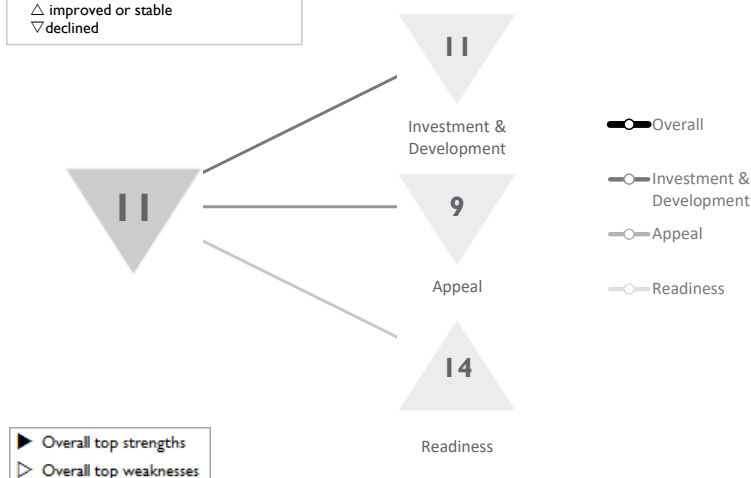 △ improved or stable
▽ declined
11
Investment &
Development
11
9
Appeal
14
Readiness
Overall
Investment &
Development
Appeal
Readiness
▶ Overall top strengths
▷ Overall top weaknesses